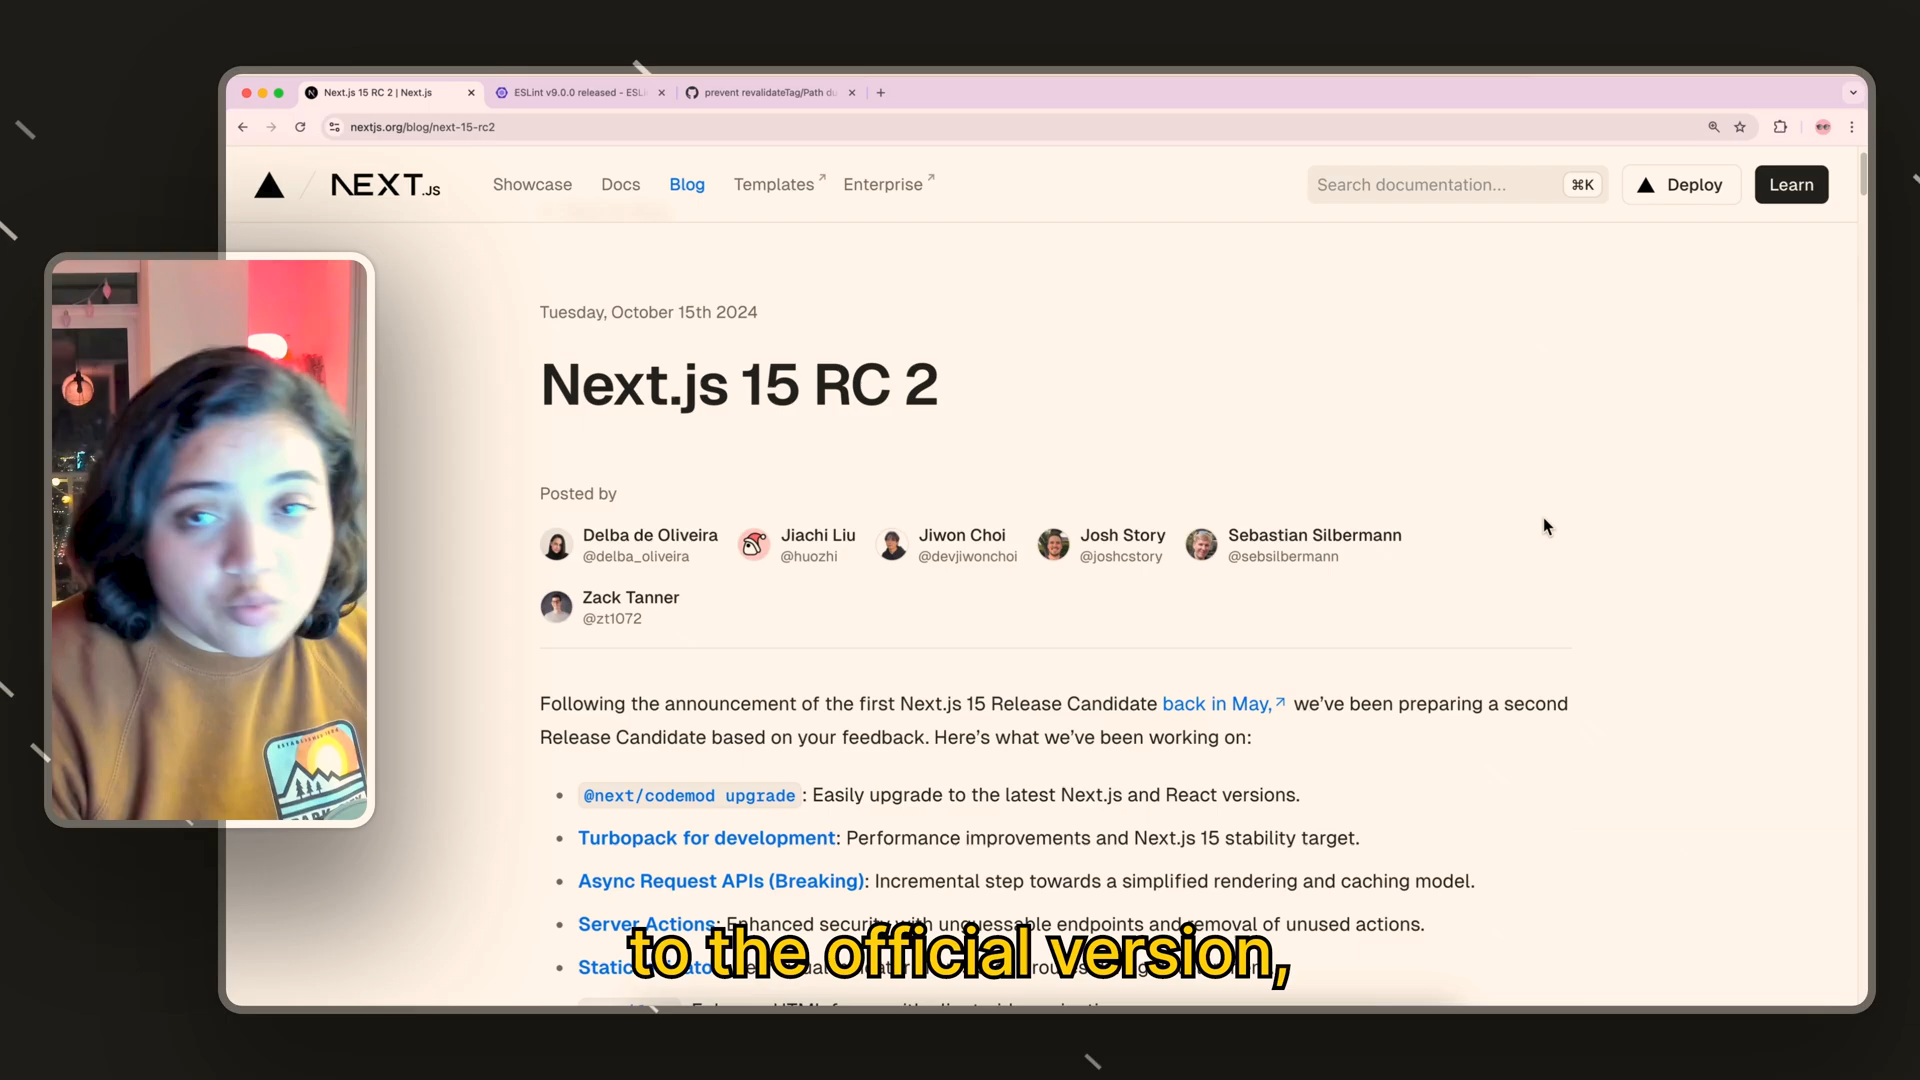 Next.js 15 RC 2 | Next.js
ESLint v9.0.0 released - ESL
prevent revalidateTag/Path du
nextjs.org/blog/next-15-rc2
NEXT.JS
Showcase
Docs
Blog
Templates
Enterprise
Search documentation...
⌘K
Deploy
Learn
Tuesday, October 15th 2024
Next.js 15 RC 2
Posted by
Delba de Oliveira
@delba_oliveira
Jiachi Liu
@huozhi
Jiwon Choi
@devjiwonchoi
Josh Story
@joshcstory
Sebastian Silbermann
@sebsilbermann
Zack Tanner
@zt1072
Following the announcement of the first Next.js 15 Release Candidate back in May,↗ we’ve been preparing a second
Release Candidate based on your feedback. Here’s what we’ve been working on:
• @next/codemod upgrade: Easily upgrade to the latest Next.js and React versions.
• Turbopack for development: Performance improvements and Next.js 15 stability target.
• Async Request APIs (Breaking): Incremental step towards a simplified rendering and caching model.
• Server Actions: Enhanced security with unguessable endpoints and removal of unused actions.
• Static
to the official version,